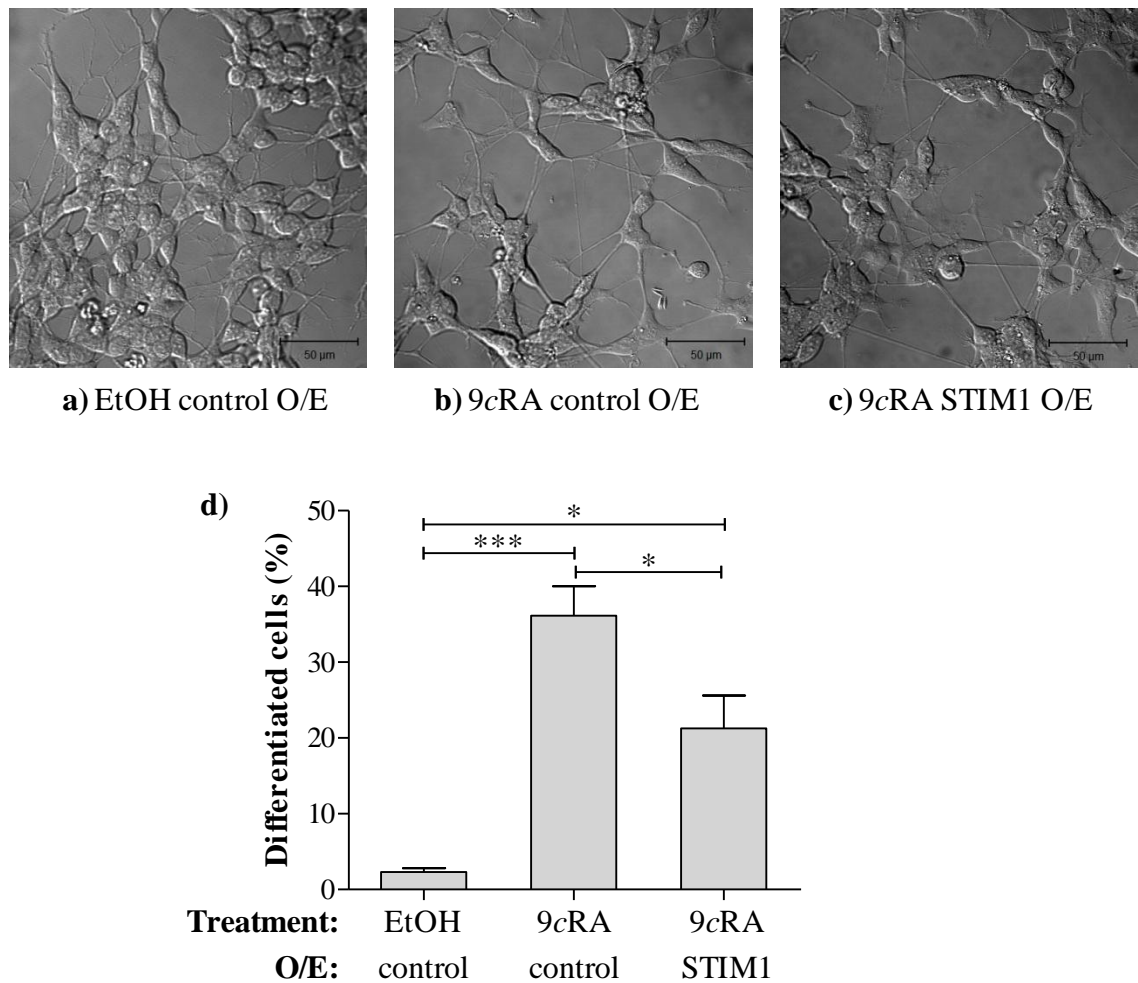 50 µm
50 µm
50 µm
a) EtOH control O/E
b) 9cRA control O/E
c) 9cRA STIM1 O/E
d)
Differentiated cells (%)
50
40
30
20
10
0
*
***
*
Treatment: EtOH 9cRA 9cRA
O/E: control control STIM1